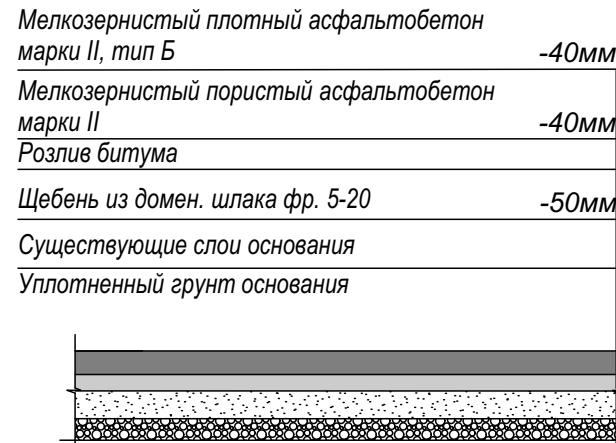 Мелкозернистый плотный асфальтобетон
марки II, тип Б -40мм
Мелкозернистый пористый асфальтобетон
марки II -40мм
Розлив битума
Щебень из домен. шлака фр. 5-20 -50мм
Существующие слои основания
Уплотненный грунт основания